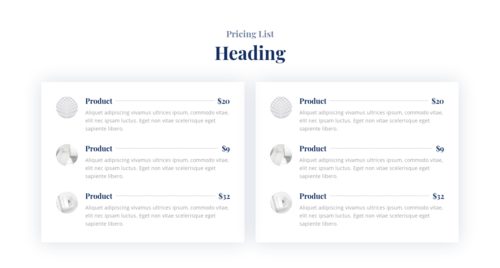 Pricing List
Heading
Product $20
Aliquet adipiscing vivamus ultrices ipsum, commodo vitae,
elit nec ipsum luctus. Eget non vitae scelerisque eget
sapiente libero.
Product $9
Aliquet adipiscing vivamus ultrices ipsum, commodo vitae,
elit nec ipsum luctus. Eget non vitae scelerisque eget
sapiente libero.
Product $32
Aliquet adipiscing vivamus ultrices ipsum, commodo vitae,
elit nec ipsum luctus. Eget non vitae scelerisque eget
sapiente libero.
Product $20
Aliquet adipiscing vivamus ultrices ipsum, commodo vitae,
elit nec ipsum luctus. Eget non vitae scelerisque eget
sapiente libero.
Product $9
Aliquet adipiscing vivamus ultrices ipsum, commodo vitae,
elit nec ipsum luctus. Eget non vitae scelerisque eget
sapiente libero.
Product $32
Aliquet adipiscing vivamus ultrices ipsum, commodo vitae,
elit nec ipsum luctus. Eget non vitae scelerisque eget
sapiente libero.